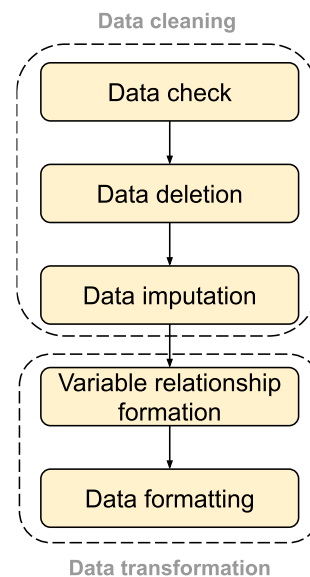 Data cleaning
Data check
Data deletion
Data imputation
Variable relationship
formation
Data formatting
Data transformation